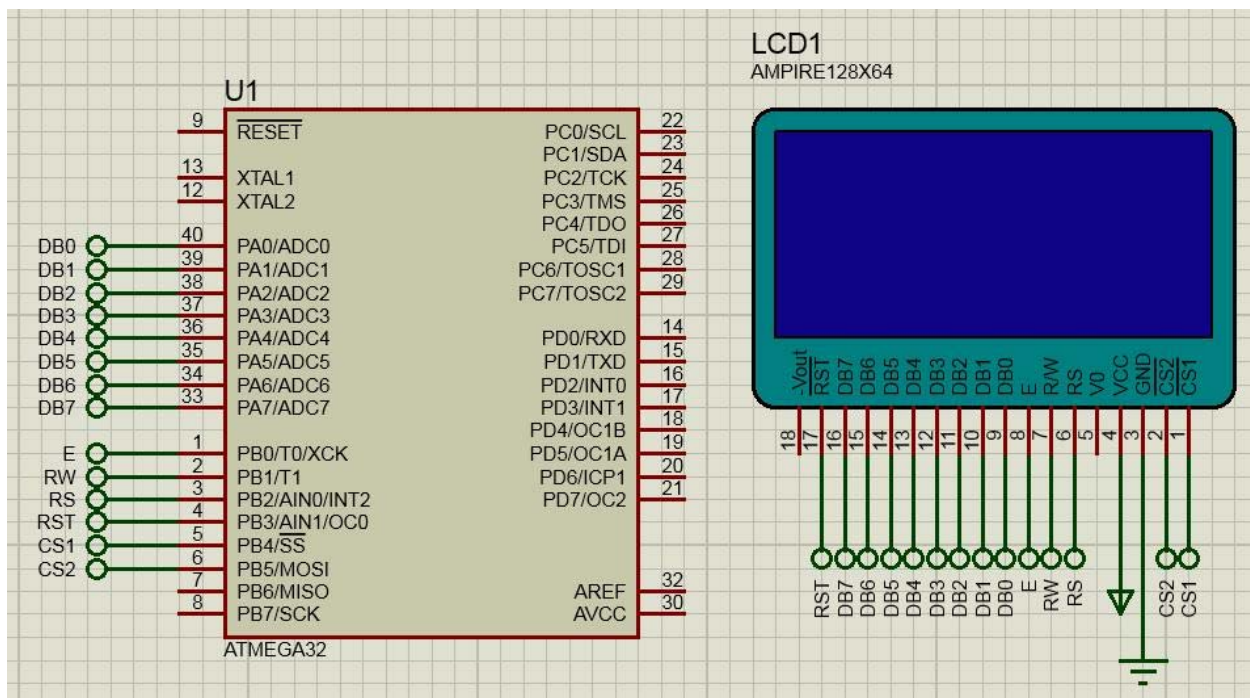 LCD1
AMPIRE128X64
U1
9 RESET PC0/SCL 22
PC1/SDA 23
13 XTAL1 PC2/TCK 24
12 XTAL2 PC3/TMS 25
PC4/TDO 26
DB0 40 PA0/ADC0 PC5/TDI 27
DB1 39 PA1/ADC1 PC6/TOSC1 28
DB2 38 PA2/ADC2 PC7/TOSC2 29
DB3 37 PA3/ADC3
DB4 36 PA4/ADC4 PD0/RXD 14
DB5 35 PA5/ADC5 PD1/TXD 15
DB6 34 PA6/ADC6 PD2/INT0 16
DB7 33 PA7/ADC7 PD3/INT1 17
PD4/OC1B 18
E 1 PB0/T0/XCK PD5/OC1A 19
RW 2 PB1/T1 PD6/ICP1 20
RS 3 PB2/AIN0/INT2 PD7/OC2 21
RST 4 PB3/AIN1/OC0
CS1 5 PB4/SS
CS2 6 PB5/MOSI
7 PB6/MISO AREF 32
8 PB7/SCK AVCC 30
ATMEGA32
-Vout RST DB7 DB6 DB5 DB4 DB3 DB2 DB1 DB0 E R/W RS V0 VCC GND CS2 CS1
18 17 16 15 14 13 12 11 10 9 8 7 6 5 4 3 2 1
RST DB7 DB6 DB5 DB4 DB3 DB2 DB1 DB0 E RW RS CS2 CS1